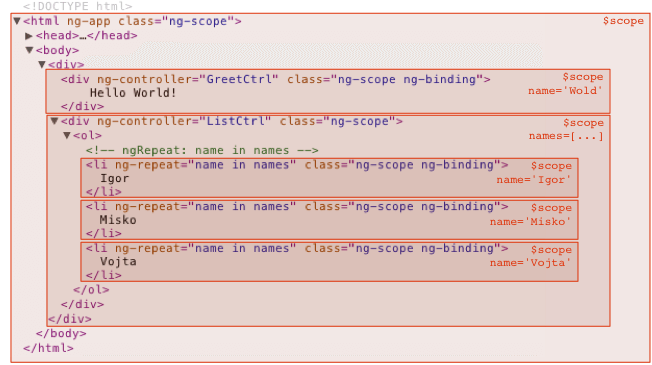 <!DOCTYPE html>
▼<html ng-app class="ng-scope"> $scope
▶<head>…</head>
▼<body>
▼<div>
<div ng-controller="GreetCtrl" class="ng-scope ng-binding"> $scope
Hello World! name='Wold'
</div>
▼<div ng-controller="ListCtrl" class="ng-scope"> $scope
▼<ol> names=[...]
<!-- ngRepeat: name in names -->
<li ng-repeat="name in names" class="ng-scope ng-binding"> $scope
Igor name='Igor'
</li>
<li ng-repeat="name in names" class="ng-scope ng-binding"> $scope
Misko name='Misko'
</li>
<li ng-repeat="name in names" class="ng-scope ng-binding"> $scope
Vojta name='Vojta'
</li>
</ol>
</div>
</div>
</body>
</html>